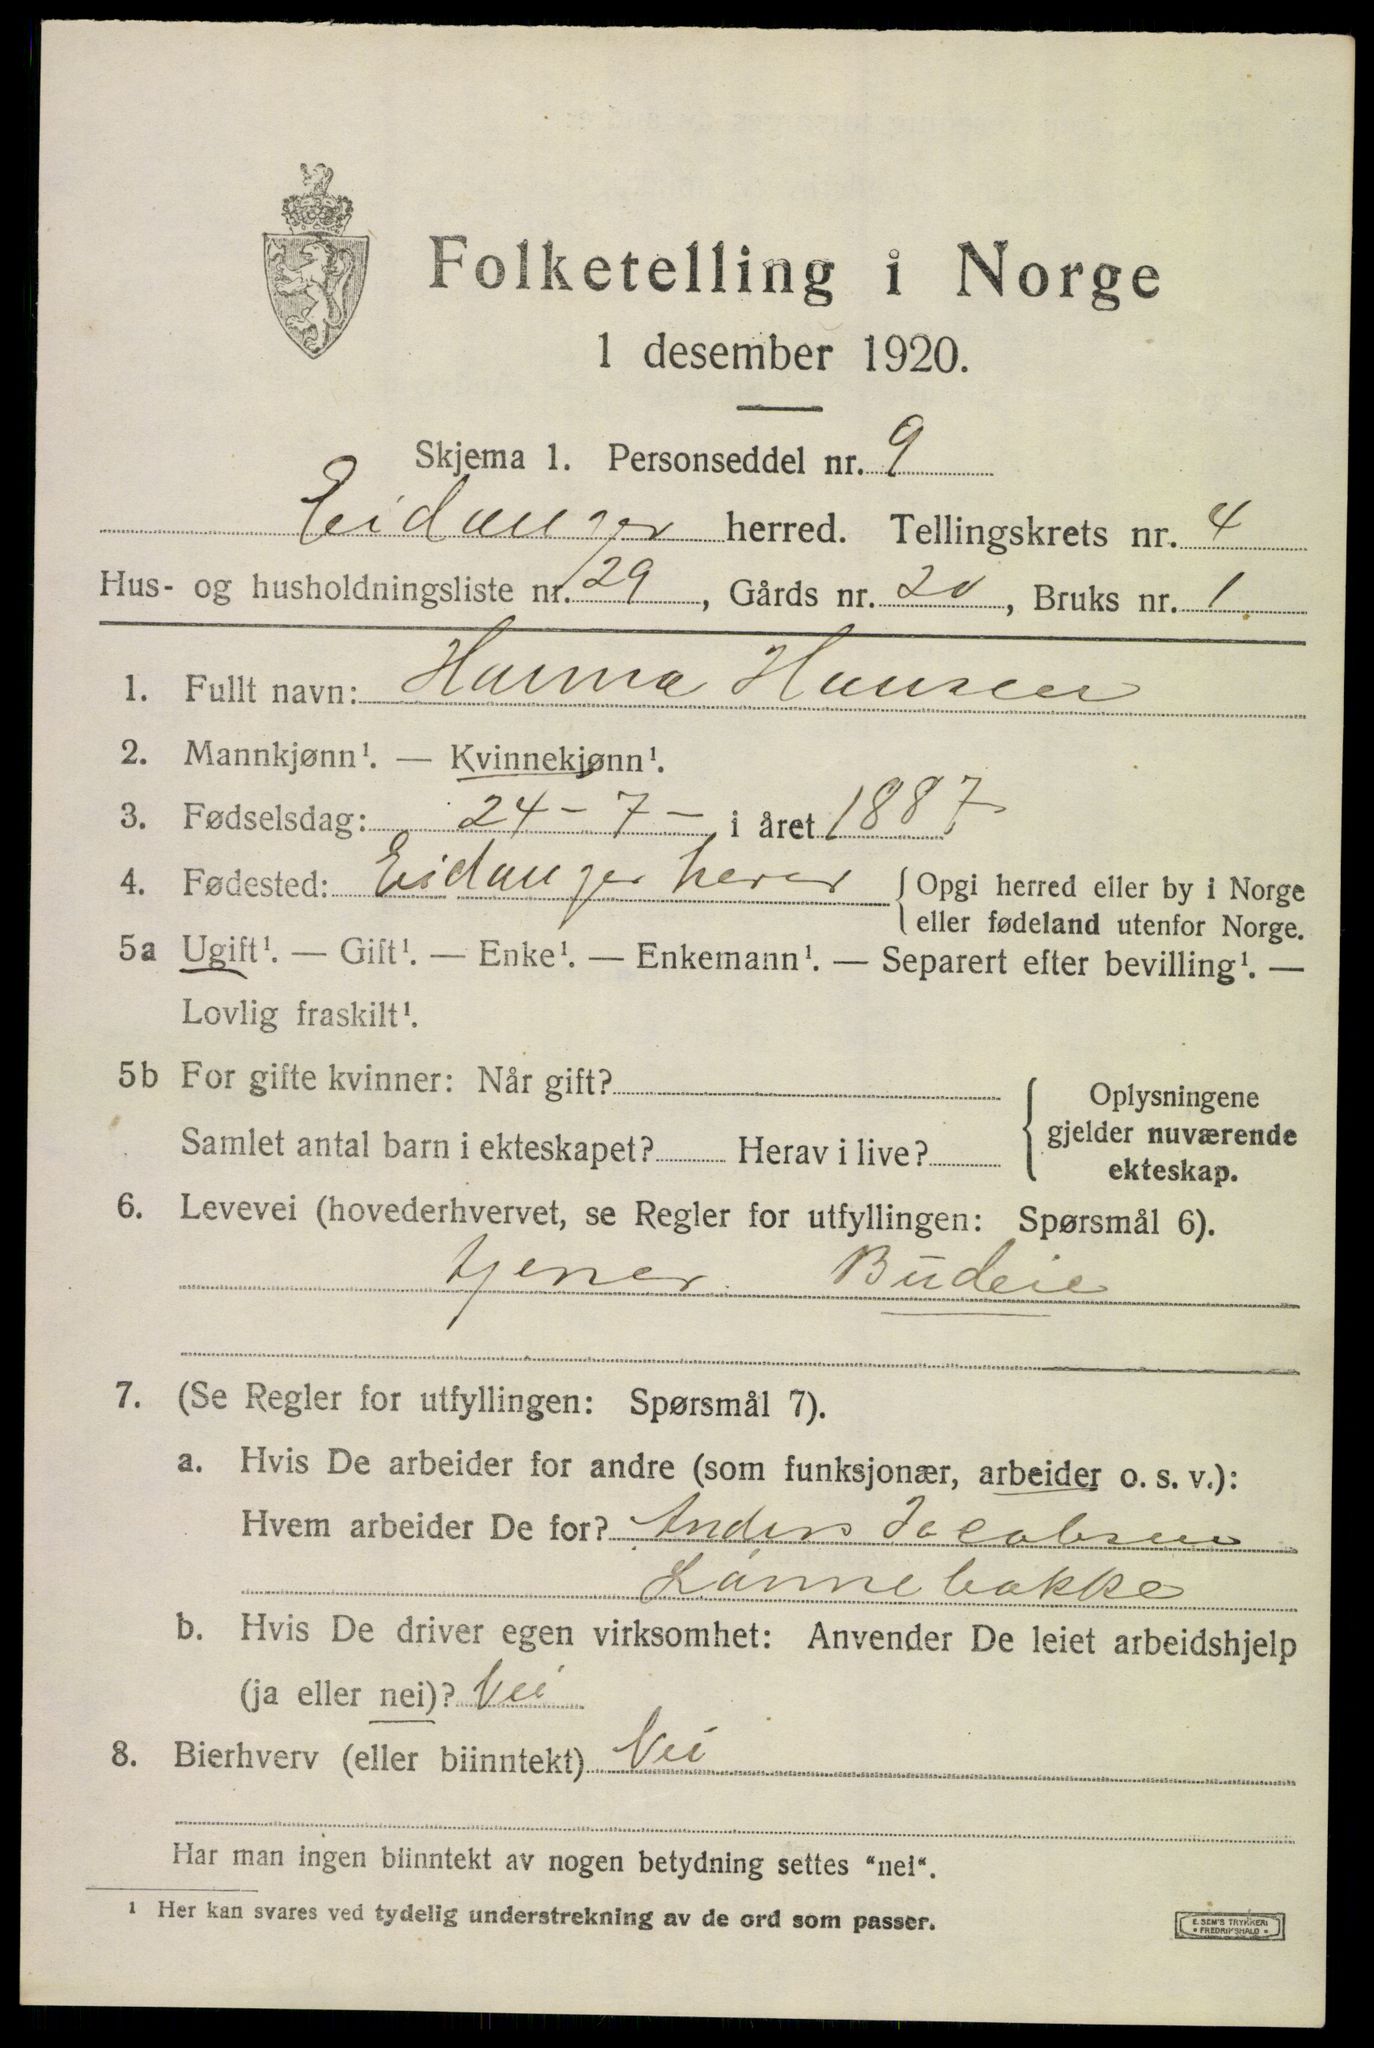 Folketelling i Norge
1 desember 1920.
Skjema 1. Personseddel nr. 9
Eidanger herred. Tellingskrets nr. 4
Hus- og husholdningsliste nr. 29, Gårds nr. 20, Bruks nr. 1.
1. Fullt navn: Hanna Hansen
2. Mannkjønn¹. — Kvinnekjønn¹.
3. Fødselsdag: 24 - 7 - i året 1887
4. Fødested: Eidanger herer { Opgi herred eller by i Norge
eller fødeland utenfor Norge.
5a Ugift¹. — Gift¹. — Enke¹. — Enkemann¹. — Separert efter bevilling¹. —
Lovlig fraskilt¹.
5b For gifte kvinner: Når gift?
Samlet antal barn i ekteskapet? Herav i live?
Oplysningene
gjelder nuværende
ekteskap.
6. Levevei (hovederhvervet, se Regler for utfyllingen: Spørsmål 6).
tjener Budeie
7. (Se Regler for utfyllingen: Spørsmål 7).
a. Hvis De arbeider for andre (som funksjonær, arbeider o. s. v.):
Hvem arbeider De for? Anders Jacobsen
Lønnebakke
b. Hvis De driver egen virksomhet: Anvender De leiet arbeidshjelp
(ja eller nei)? Nei
8. Bierhverv (eller biinntekt) Nei
Har man ingen biinntekt av nogen betydning settes "nei".
¹ Her kan svares ved tydelig understrekning av de ord som passer.
E. SEM'S TRYKKERI
• FREDRIKSHALD •